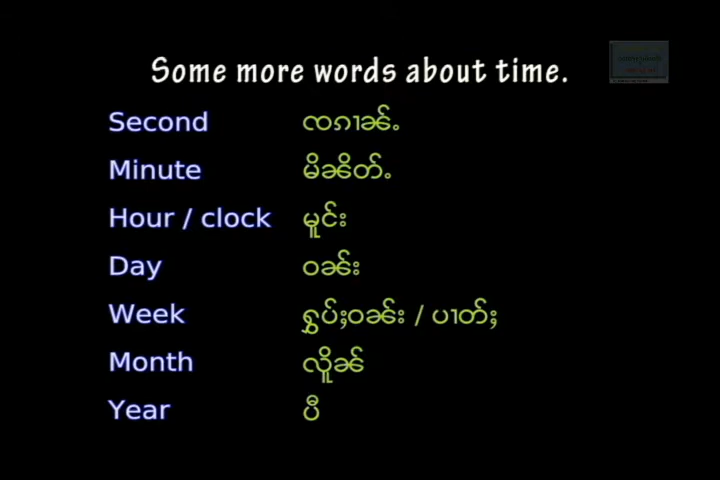 Some more words about time.
Second ၸၵၢၼ်ႉ
Minute မိၼိတ်ႉ
Hour / clock မူင်း
Day ဝၼ်း
Week ႁူပ်ႈဝၼ်း / ပၢတ်ႈ
Month လိူၼ်
Year ပီ